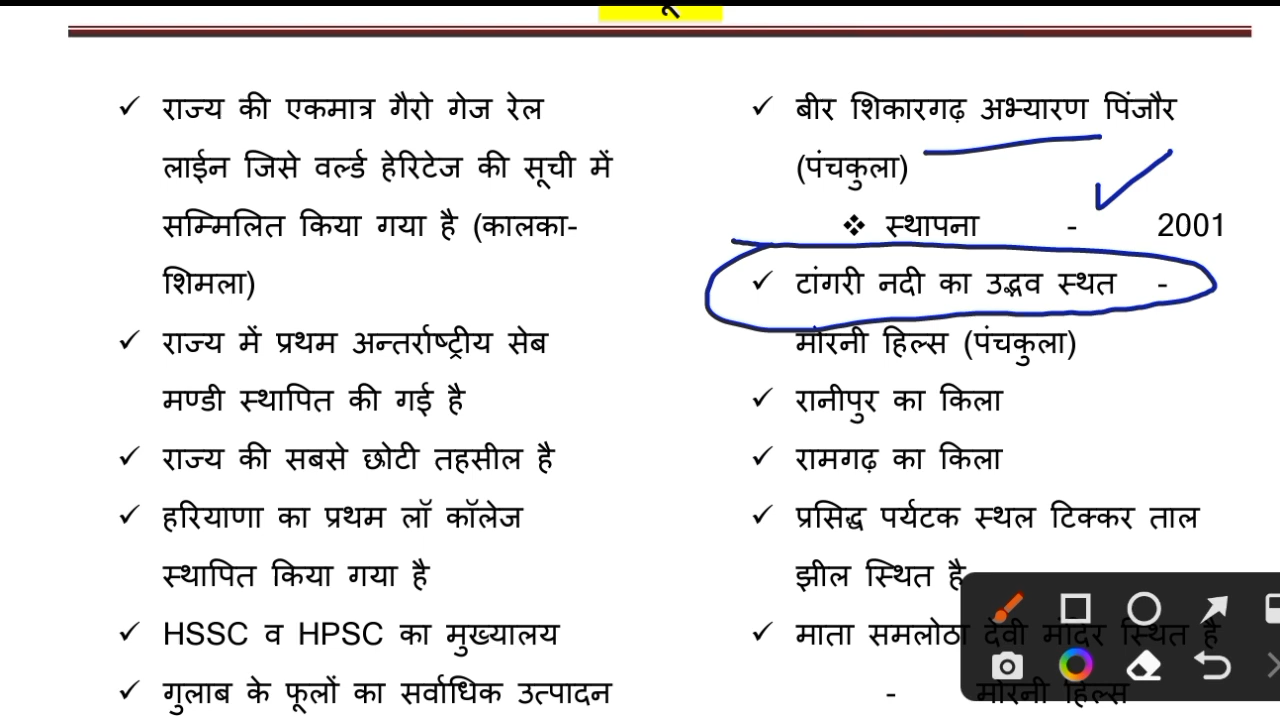 ✓ राज्य की एकमात्र गैरो गेज रेल
लाईन जिसे वर्ल्ड हेरिटेज की सूची में
सम्मिलित किया गया है (कालका-
शिमला)
✓ राज्य में प्रथम अन्तर्राष्ट्रीय सेब
मण्डी स्थापित की गई है
✓ राज्य की सबसे छोटी तहसील है
✓ हरियाणा का प्रथम लॉ कॉलेज
स्थापित किया गया है
✓ HSSC व HPSC का मुख्यालय
✓ गुलाब के फूलों का सर्वाधिक उत्पादन
✓ बीर शिकारगढ़ अभ्यारण पिंजौर
(पंचकुला)
❖ स्थापना - 2001
✓ टांगरी नदी का उद्भव स्थत -
मोरनी हिल्स (पंचकुला)
✓ रानीपुर का किला
✓ रामगढ़ का किला
✓ प्रसिद्ध पर्यटक स्थल टिक्कर ताल
झील स्थित है
✓ माता समलोठा देवी मंदिर स्थित है
- मोरनी हिल्स